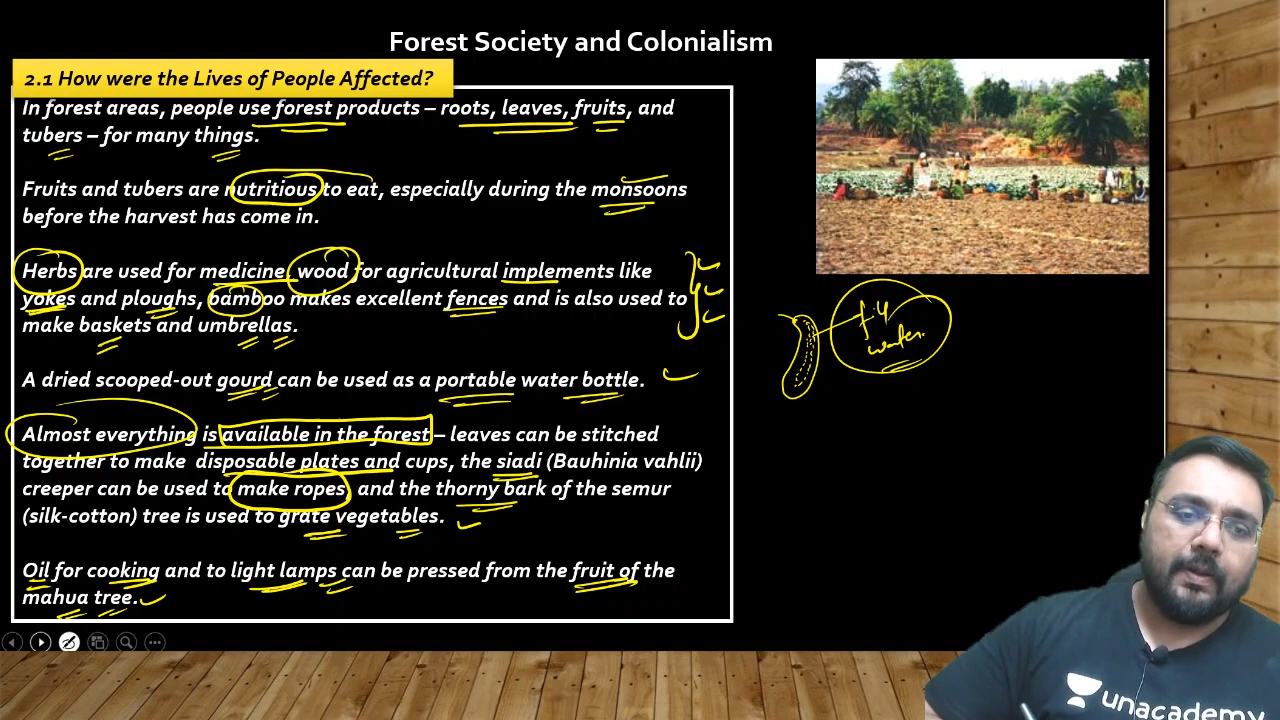 Forest Society and Colonialism
2.1 How were the Lives of People Affected?
In forest areas, people use forest products – roots, leaves, fruits, and
tubers – for many things.
Fruits and tubers are nutritious to eat, especially during the monsoons
before the harvest has come in.
Herbs are used for medicine, wood for agricultural implements like
yokes and ploughs, bamboo makes excellent fences and is also used to
make baskets and umbrellas.
A dried scooped-out gourd can be used as a portable water bottle.
Almost everything is available in the forest – leaves can be stitched
together to make disposable plates and cups, the siadi (Bauhinia vahlii)
creeper can be used to make ropes, and the thorny bark of the semur
(silk-cotton) tree is used to grate vegetables.
Oil for cooking and to light lamps can be pressed from the fruit of the
mahua tree.
fill
water.
unacademy